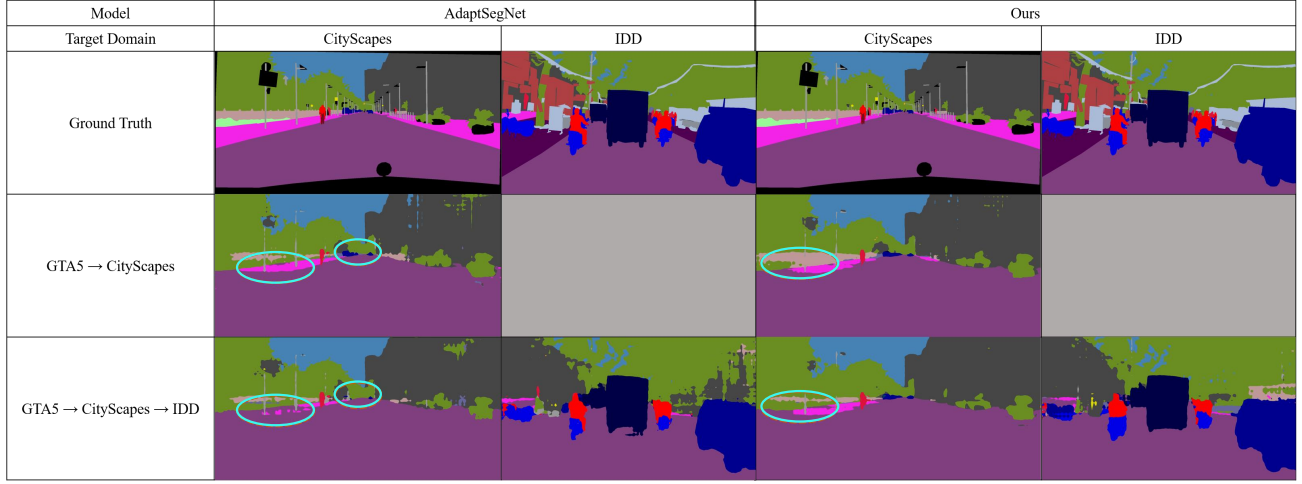 Model AdaptSegNet Ours
Target Domain CityScapes IDD CityScapes IDD
Ground Truth
GTA5 → CityScapes
GTA5 → CityScapes → IDD